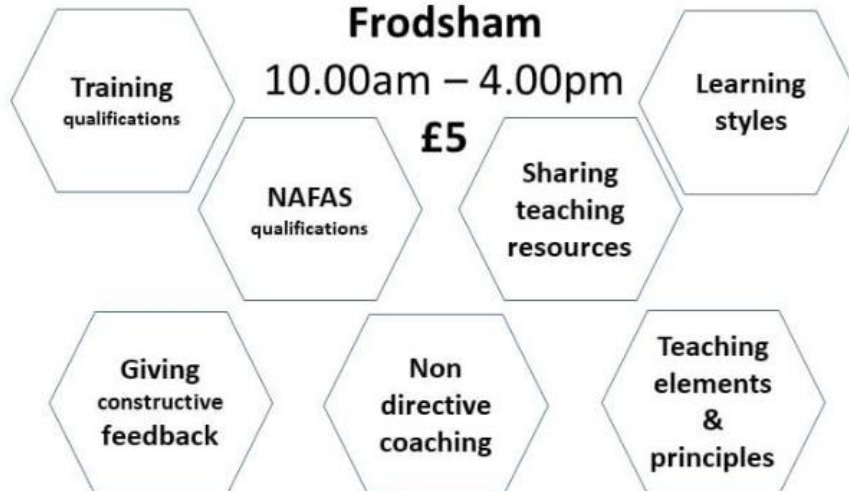 Frodsham
10.00am – 4.00pm
£5
Training
qualifications
Learning
styles
NAFAS
qualifications
Sharing
teaching
resources
Giving
constructive
feedback
Non
directive
coaching
Teaching
elements
&
principles